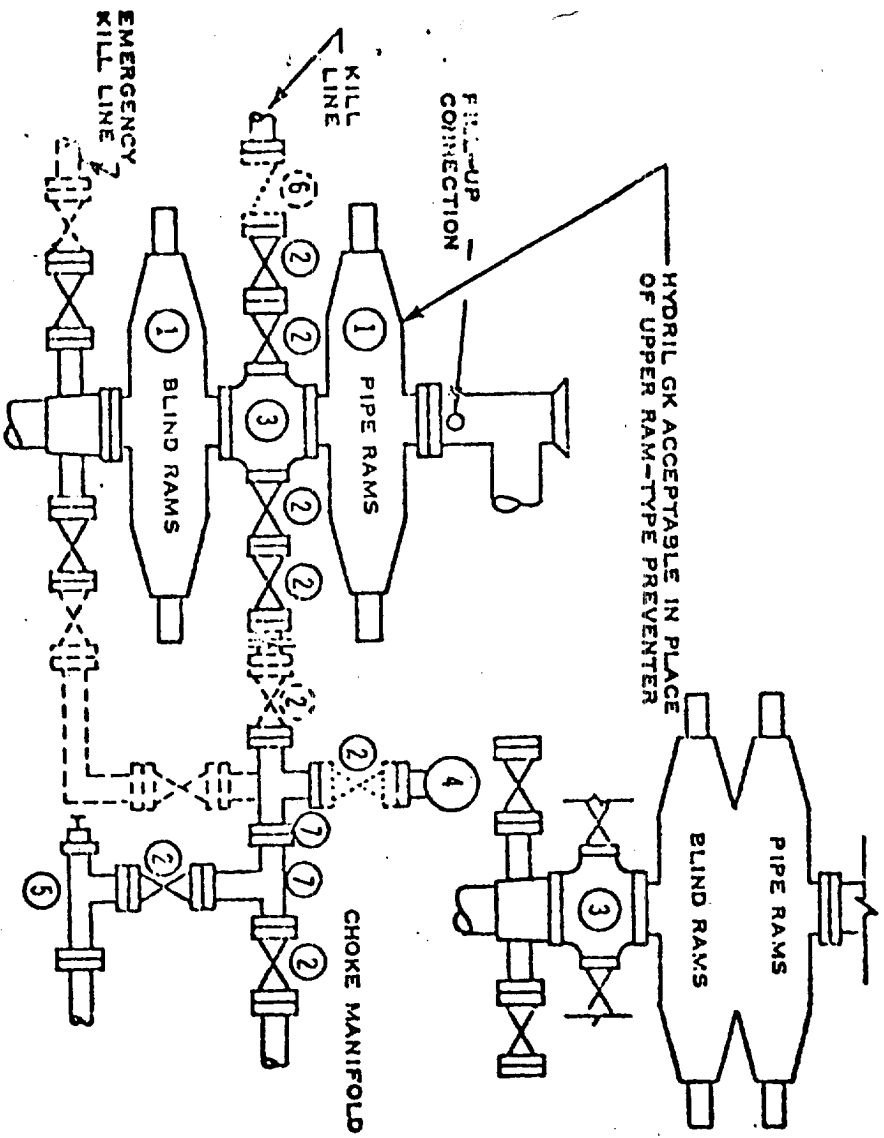 EMERGENCY
KILL LINE
KILL
LINE
FILL-UP
CONNECTION
HYDRIL GK ACCEPTABLE IN PLACE
OF UPPER RAM-TYPE PREVENTER
6
2
2
1
PIPE RAMS
3
1
BLIND RAMS
2
2
2
2
4
7
7
2
5
2
CHOKE MANIFOLD
PIPE RAMS
BLIND RAMS
3